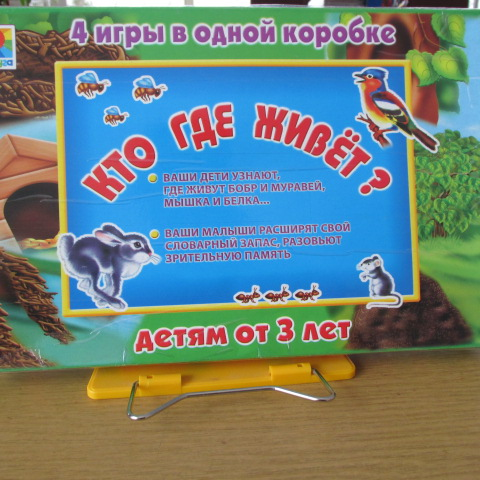 4 игры в одной коробке
КТО ГДЕ ЖИВЁТ?
ВАШИ ДЕТИ УЗНАЮТ,
ГДЕ ЖИВУТ БОБР И МУРАВЕЙ,
МЫШКА И БЕЛКА...
ВАШИ МАЛЫШИ РАСШИРЯТ СВОЙ
СЛОВАРНЫЙ ЗАПАС, РАЗОВЬЮТ
ЗРИТЕЛЬНУЮ ПАМЯТЬ
детям от 3 лет